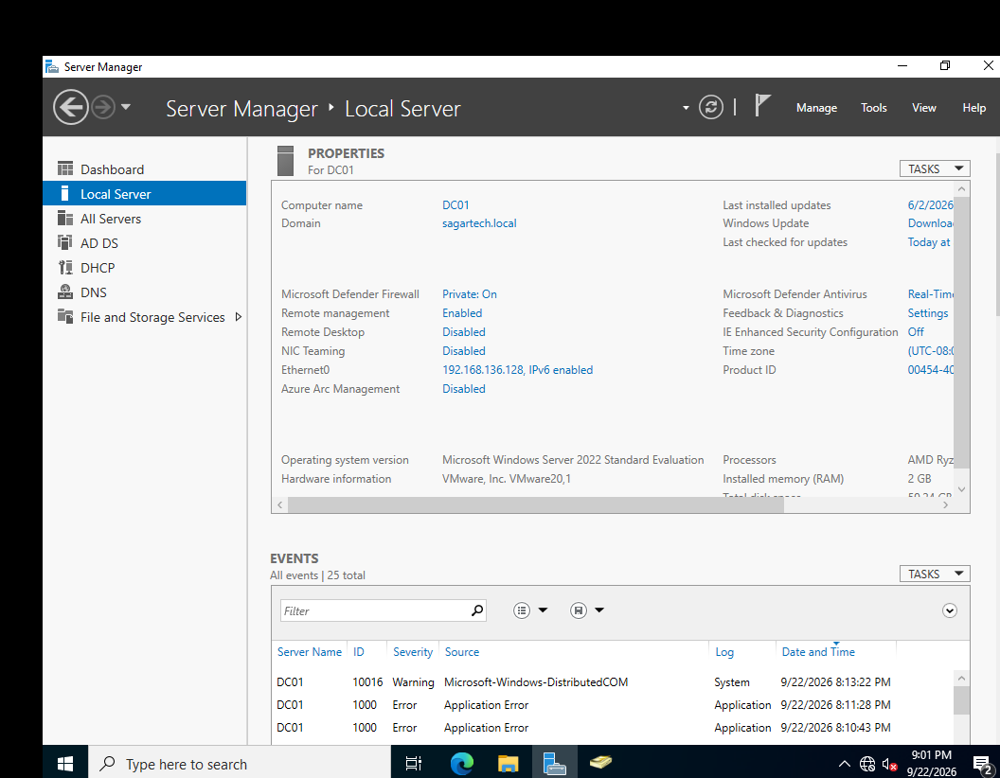 Server Manager
Server Manager Local Server
Manage Tools View Help
Dashboard
Local Server
All Servers
AD DS
DHCP
DNS
File and Storage Services
PROPERTIES
For DC01
TASKS
Computer name DC01 Last installed updates 6/2/2026
Domain sagartech.local Windows Update Downloa
Last checked for updates Today at
Microsoft Defender Firewall Private: On Microsoft Defender Antivirus Real-Time
Remote management Enabled Feedback & Diagnostics Settings
Remote Desktop Disabled IE Enhanced Security Configuration Off
NIC Teaming Disabled Time zone (UTC-08:0
Ethernet0 192.168.136.128, IPv6 enabled Product ID 00454-40
Azure Arc Management Disabled
Operating system version Microsoft Windows Server 2022 Standard Evaluation Processors AMD Ryz
Hardware information VMware, Inc. VMware20,1 Installed memory (RAM) 2 GB
Total disk space 59.24 GB
EVENTS
All events | 25 total
TASKS
Filter
Server Name ID Severity Source Log Date and Time
DC01 10016 Warning Microsoft-Windows-DistributedCOM System 9/22/2026 8:13:22 PM
DC01 1000 Error Application Error Application 9/22/2026 8:11:28 PM
DC01 1000 Error Application Error Application 9/22/2026 8:10:43 PM
Type here to search
9:01 PM
9/22/2026
2